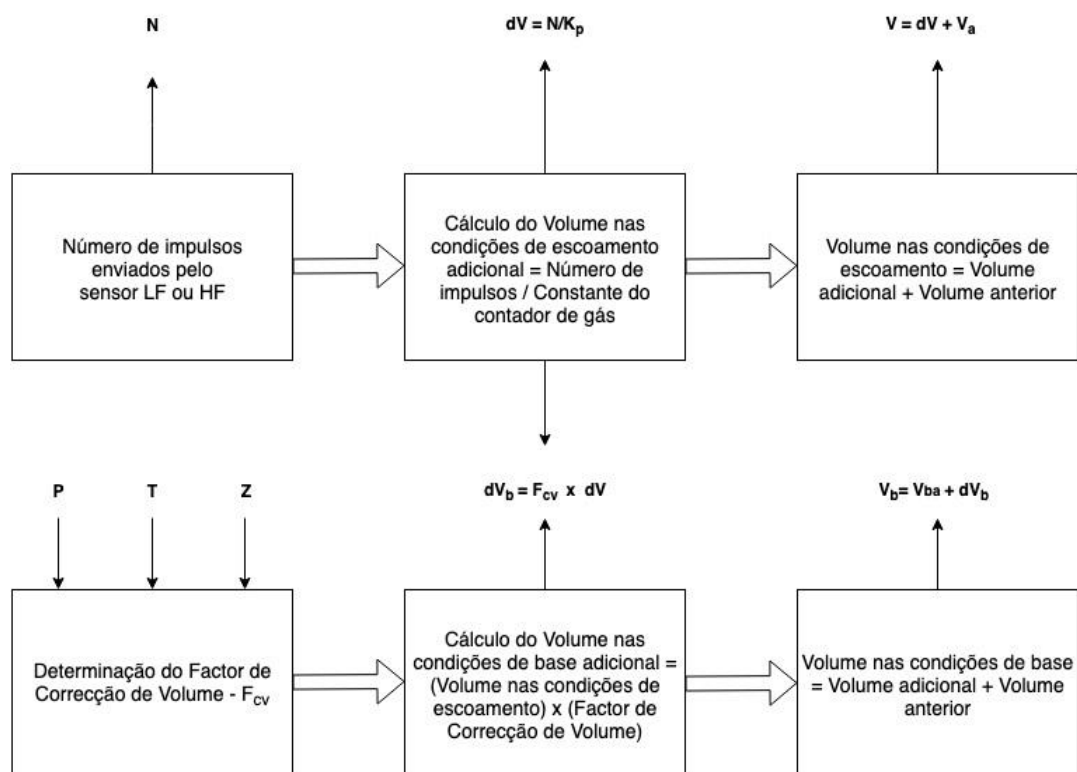 N
dV = N/Kp
V = dV + Va
Número de impulsos
enviados pelo
sensor LF ou HF
Cálculo do Volume nas
condições de escoamento
adicional = Número de
impulsos / Constante do
contador de gás
Volume nas condições de
escoamento = Volume
adicional + Volume anterior
P
T
Z
dVb = Fcv x dV
Vb= Vba + dVb
Determinação do Factor de
Correcção de Volume - Fcv
Cálculo do Volume nas
condições de base adicional =
(Volume nas condições de
escoamento) x (Factor de
Correcção de Volume)
Volume nas condições de base
= Volume adicional + Volume
anterior